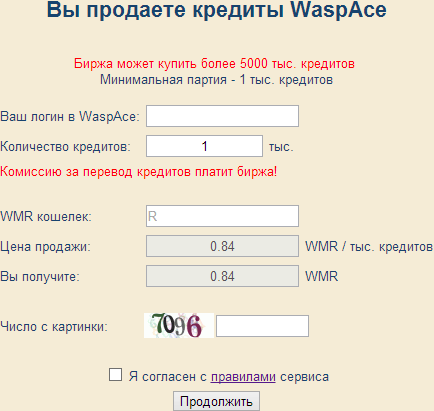 Вы продаете кредиты WaspAce
Биржа может купить более 5000 тыс. кредитов
Минимальная партия - 1 тыс. кредитов
Ваш логин в WaspAce:
Количество кредитов: 1 тыс.
Комиссию за перевод кредитов платит биржа!
WMR кошелек: R
Цена продажи: 0.84 WMR / тыс. кредитов
Вы получите: 0.84 WMR
Число с картинки: 7096
Я согласен с правилами сервиса
Продолжить